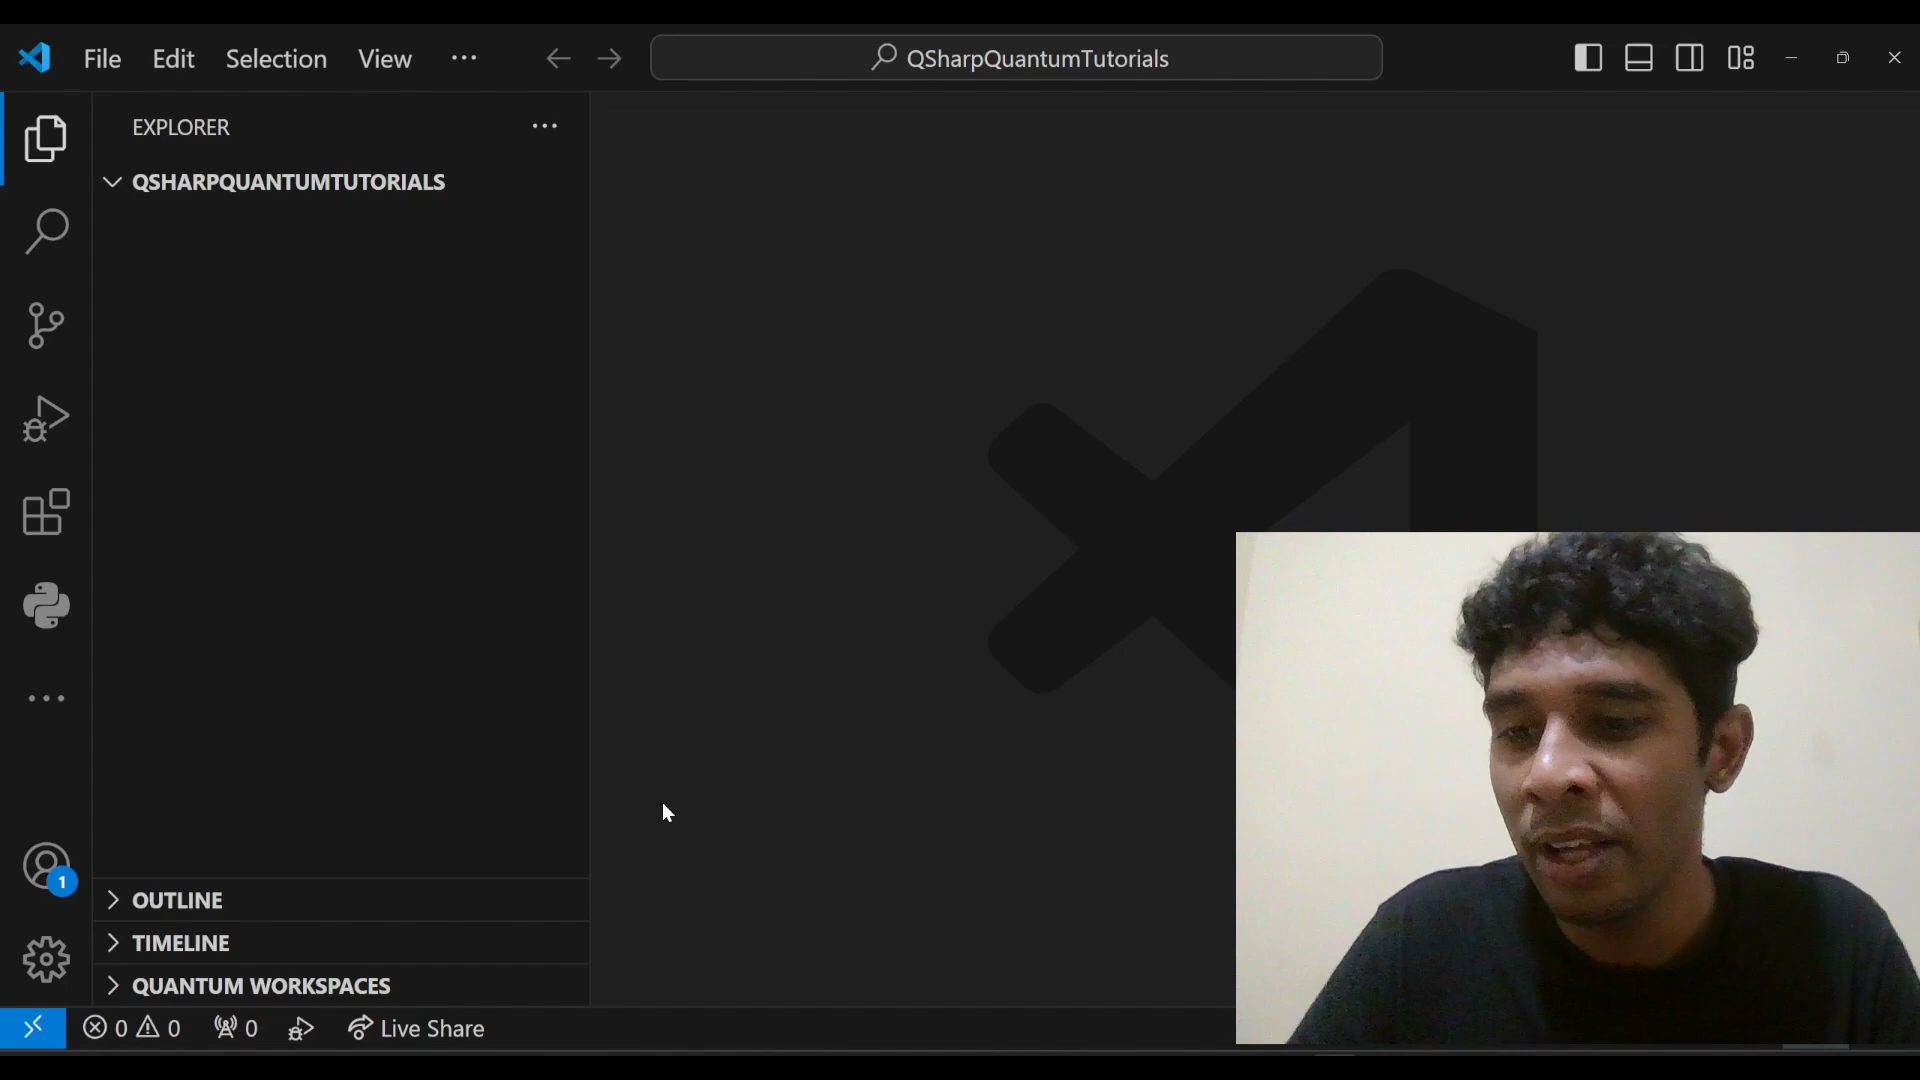 File Edit Selection View ··· QSharpQuantumTutorials
EXPLORER ···
QSHARPQUANTUMTUTORIALS
1
OUTLINE
TIMELINE
QUANTUM WORKSPACES
0 0 0 Live Share